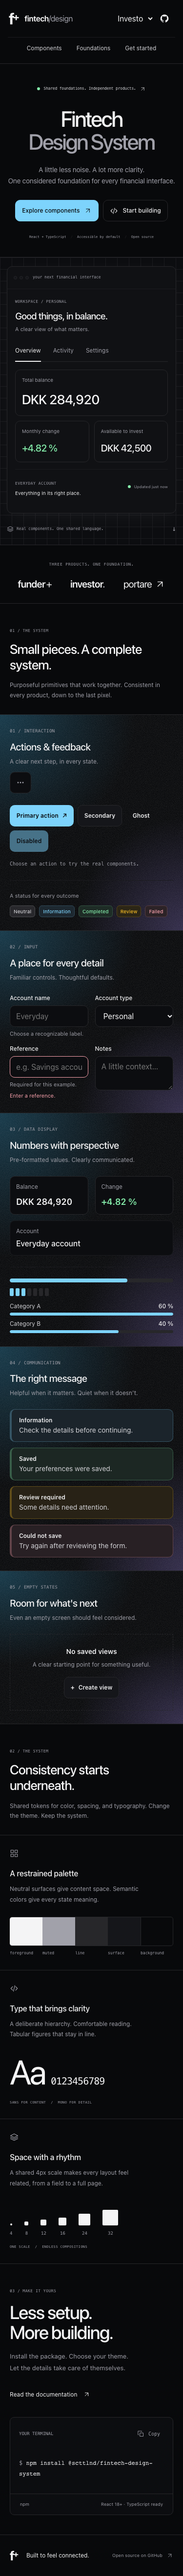 f+ fintech/design
Investo
Components
Foundations
Get started
Shared foundations. Independent products.
Fintech
Design System
A little less noise. A lot more clarity.
One considered foundation for every financial interface.
Explore components
Start building
React + TypeScript
Accessible by default
Open source
your next financial interface
WORKSPACE / PERSONAL
Good things, in balance.
A clear view of what matters.
Overview
Activity
Settings
Total balance
DKK 284,920
Monthly change
+4.82 %
Available to invest
DKK 42,500
EVERYDAY ACCOUNT
Everything in its right place.
Updated just now
Real components. One shared language.
THREE PRODUCTS. ONE FOUNDATION.
funder+
investor.
portare
01 / THE SYSTEM
Small pieces. A complete
system.
Purposeful primitives that work together. Consistent in
every product, down to the last pixel.
01 / INTERACTION
Actions & feedback
A clear next step, in every state.
Primary action
Secondary
Ghost
Disabled
Choose an action to try the real components.
A status for every outcome
Neutral
Information
Completed
Review
Failed
02 / INPUT
A place for every detail
Familiar controls. Thoughtful defaults.
Account name
Everyday
Choose a recognizable label.
Account type
Personal
Reference
e.g. Savings accou
Required for this example.
Enter a reference.
Notes
A little context...
03 / DATA DISPLAY
Numbers with perspective
Pre-formatted values. Clearly communicated.
Balance
DKK 284,920
Change
+4.82 %
Account
Everyday account
Category A
60 %
Category B
40 %
04 / COMMUNICATION
The right message
Helpful when it matters. Quiet when it doesn't.
Information
Check the details before continuing.
Saved
Your preferences were saved.
Review required
Some details need attention.
Could not save
Try again after reviewing the form.
05 / EMPTY STATES
Room for what's next
Even an empty screen should feel considered.
No saved views
A clear starting point for something useful.
+ Create view
02 / THE SYSTEM
Consistency starts
underneath.
Shared tokens for color, spacing, and typography. Change
the theme. Keep the system.
A restrained palette
Neutral surfaces give content space. Semantic
colors give every state meaning.
foreground
muted
line
surface
background
Type that brings clarity
A deliberate hierarchy. Comfortable reading.
Tabular figures that stay in line.
Aa 0123456789
SANS FOR COMFORT / MONO FOR DETAIL
Space with a rhythm
A shared 4px scale makes every layout feel
related, from a field to a full page.
4
8
12
16
24
32
ONE SCALE / ENDLESS COMPOSITIONS
03 / MAKE IT YOURS
Less setup.
More building.
Install the package. Choose your theme.
Let the details take care of themselves.
Read the documentation
YOUR TERMINAL
Copy
$ npm install @scttlnd/fintech-design-
system
npm
React 18+ · TypeScript ready
f+
Built to feel connected.
Open source on GitHub